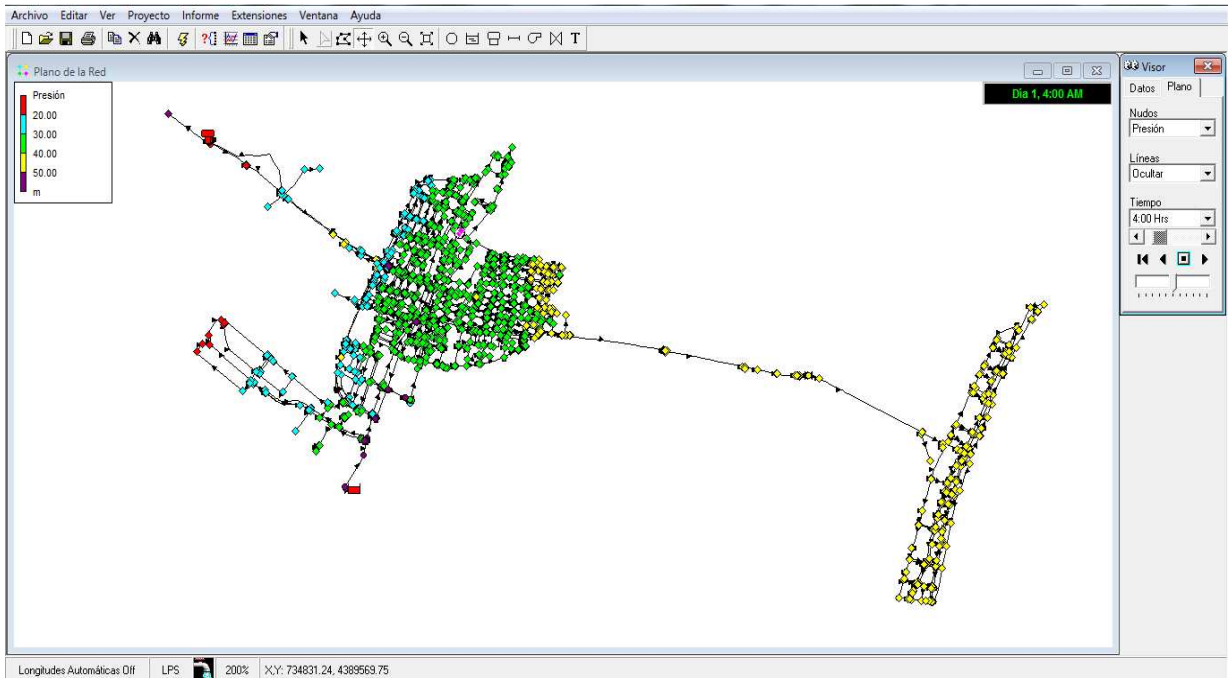 Archivo Editar Ver Proyecto Informe Extensiones Ventana Ayuda
T
Plano de la Red
Presión
20.00
30.00
40.00
50.00
m
Dia 1, 4:00 AM
Visor
Datos Plano
Nudos
Presión
Líneas
Ocultar
Tiempo
4:00 Hrs
Longitudes Automáticas Off LPS 200% X,Y: 734831.24, 4389569.75